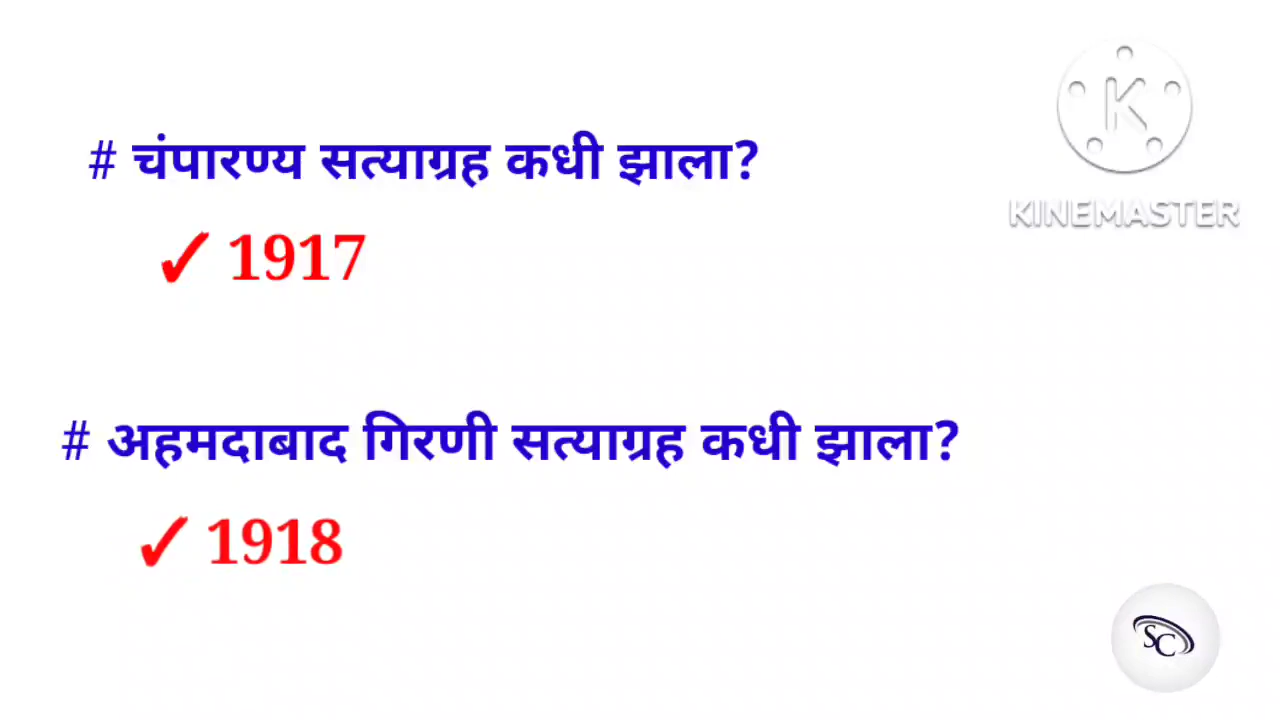 # चंपारण्य सत्याग्रह कधी झाला?
✓ 1917
# अहमदाबाद गिरणी सत्याग्रह कधी झाला?
✓ 1918
K
KINEMASTER
SC